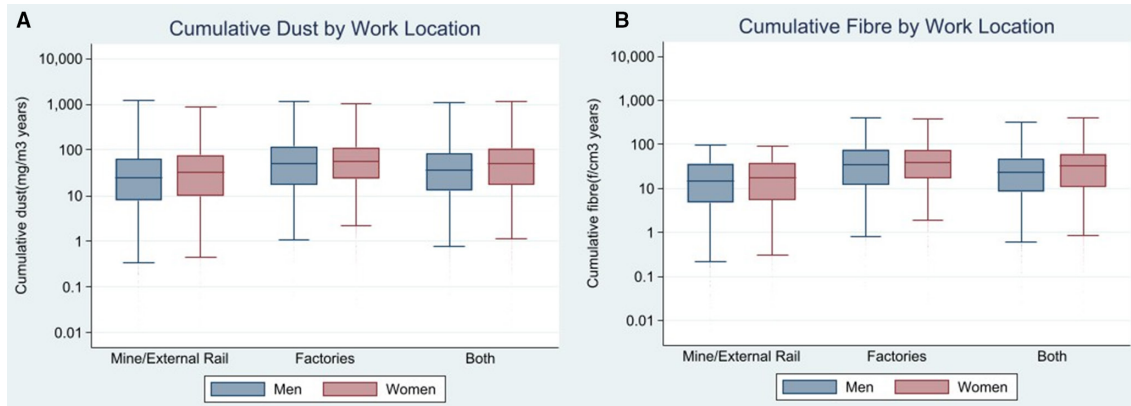 A
Cumulative Dust by Work Location
Cumulative dust(mg/m3 years)
10,000
1,000
100
10
1
0.1
0.01
Mine/External Rail Factories Both
Men Women
B
Cumulative Fibre by Work Location
Cumulative fibre(f/cm3 years)
10,000
1,000
100
10
1
0.1
0.01
Mine/External Rail Factories Both
Men Women